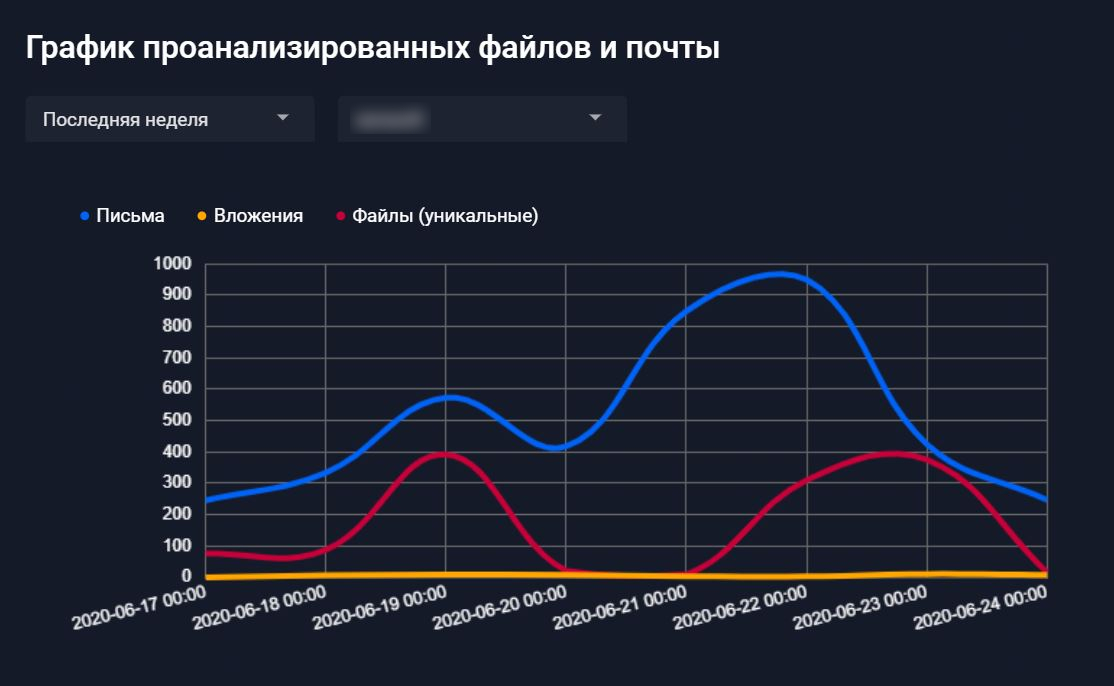 График проанализированных файлов и почты
Последняя неделя
Письма Вложения Файлы (уникальные)
1000
900
800
700
600
500
400
300
200
100
0
2020-06-17 00:00 2020-06-18 00:00 2020-06-19 00:00 2020-06-20 00:00 2020-06-21 00:00 2020-06-22 00:00 2020-06-23 00:00 2020-06-24 00:00